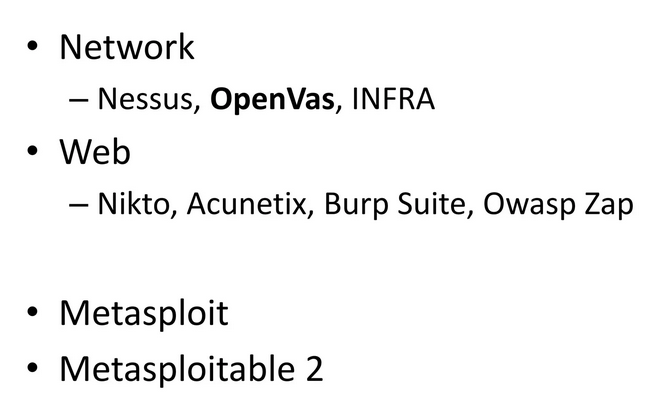 • Network
– Nessus, OpenVas, INFRA
• Web
– Nikto, Acunetix, Burp Suite, Owasp Zap
• Metasploit
• Metasploitable 2